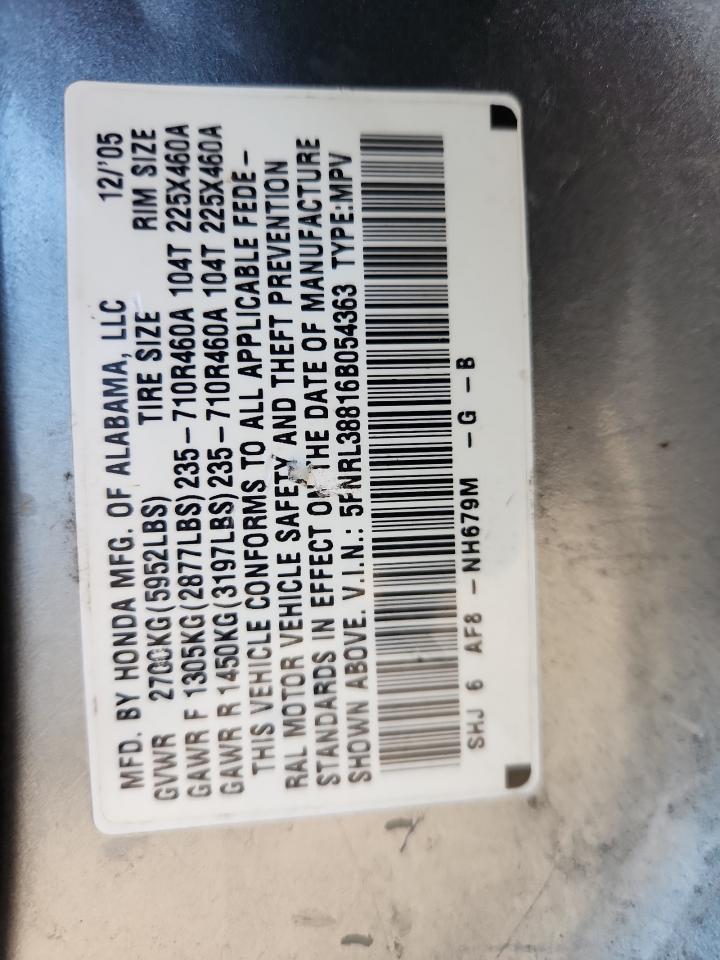 MFD. BY HONDA MFG. OF ALABAMA, LLC 12/'05
GVWR 2700KG(5952LBS) TIRE SIZE RIM SIZE
GAWR F 1305KG(2877LBS)235-710R460A 104T 225X460A
GAWR R 1450KG(3197LBS)235-710R460A 104T 225X460A
THIS VEHICLE CONFORMS TO ALL APPLICABLE FEDE-
RAL MOTOR VEHICLE SAFETY AND THEFT PREVENTION
STANDARDS IN EFFECT ON THE DATE OF MANUFACTURE
SHOWN ABOVE. V.I.N.: 5FNRL38816B054363 TYPE:MPV
SHJ 6 AF8 -NH679M -G -B